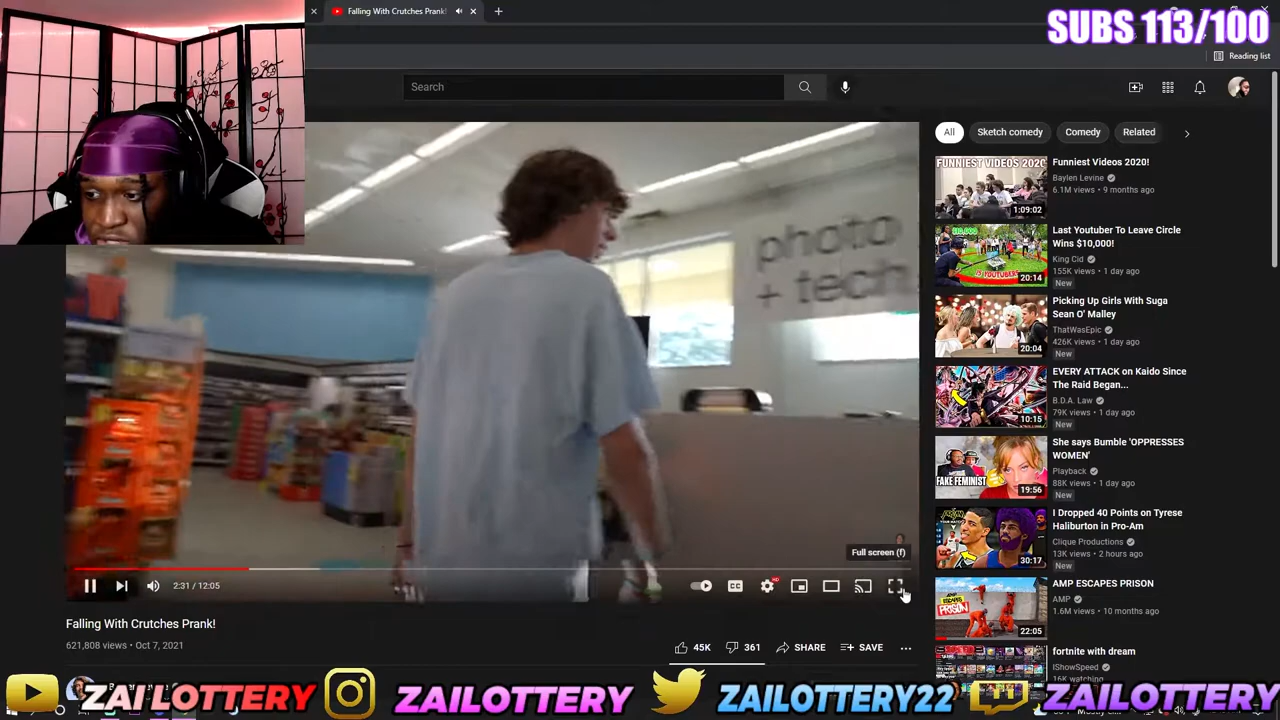 Falling With Crutches Prank!
SUBS 113/100
Reading list
Search
photo
+ tech
Full screen (f)
2:31 / 12:05
CC
HD
Falling With Crutches Prank!
621,808 views • Oct 7, 2021
45K
361
SHARE
SAVE
All
Sketch comedy
Comedy
Related
FUNNIEST VIDEOS 2020
1:09:02
Funniest Videos 2020!
Baylen Levine
6.1M views • 9 months ago
20:14
Last Youtuber To Leave Circle
Wins $10,000!
King Cid
155K views • 1 day ago
New
20:04
Picking Up Girls With Suga
Sean O' Malley
ThatWasEpic
426K views • 1 day ago
New
10:15
EVERY ATTACK on Kaido Since
The Raid Began...
B.D.A. Law
79K views • 1 day ago
New
FAKE FEMINIST
19:56
She says Bumble 'OPPRESSES
WOMEN'
Playback
88K views • 1 day ago
New
30:17
I Dropped 40 Points on Tyrese
Haliburton in Pro-Am
Clique Productions
13K views • 2 hours ago
New
22:05
AMP ESCAPES PRISON
AMP
1.6M views • 10 months ago
fortnite with dream
IShowSpeed
16K watching
ZAILOTTERY
ZAILOTTERY
ZAILOTTERY22
ZAILOTTERY